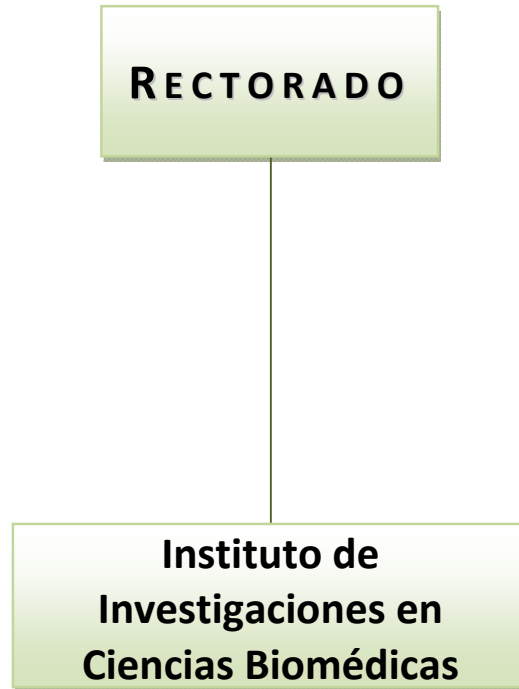 RECTORADO
Instituto de
Investigaciones en
Ciencias Biomédicas